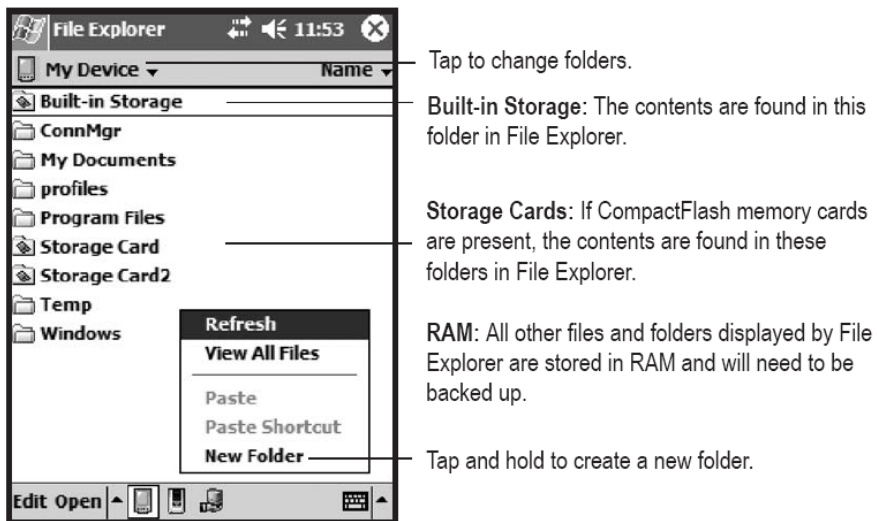 File Explorer 11:53
My Device Name
Built-in Storage
ConnMgr
My Documents
profiles
Program Files
Storage Card
Storage Card2
Temp
Windows
Refresh
View All Files
Paste
Paste Shortcut
New Folder
Edit Open
Tap to change folders.
Built-in Storage: The contents are found in this
folder in File Explorer.
Storage Cards: If CompactFlash memory cards
are present, the contents are found in these
folders in File Explorer.
RAM: All other files and folders displayed by File
Explorer are stored in RAM and will need to be
backed up.
Tap and hold to create a new folder.